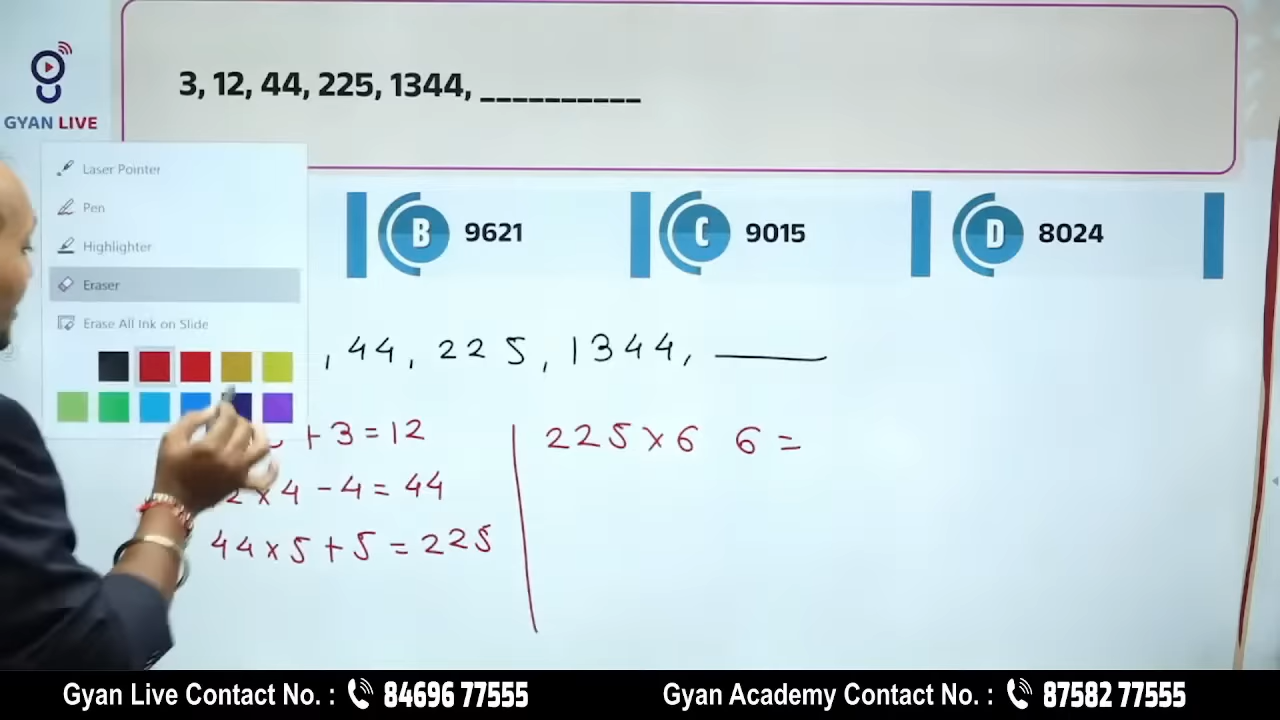 3, 12, 44, 225, 1344, __________
GYAN LIVE
Laser Pointer
Pen
Highlighter
Eraser
Erase All Ink on Slide
B 9621
C 9015
D 8024
, 44, 225, 1344, ____
+3=12
2×4-4=44
44×5+5=225
225×6 6=
Gyan Live Contact No. : 84696 77555
Gyan Academy Contact No. : 87582 77555